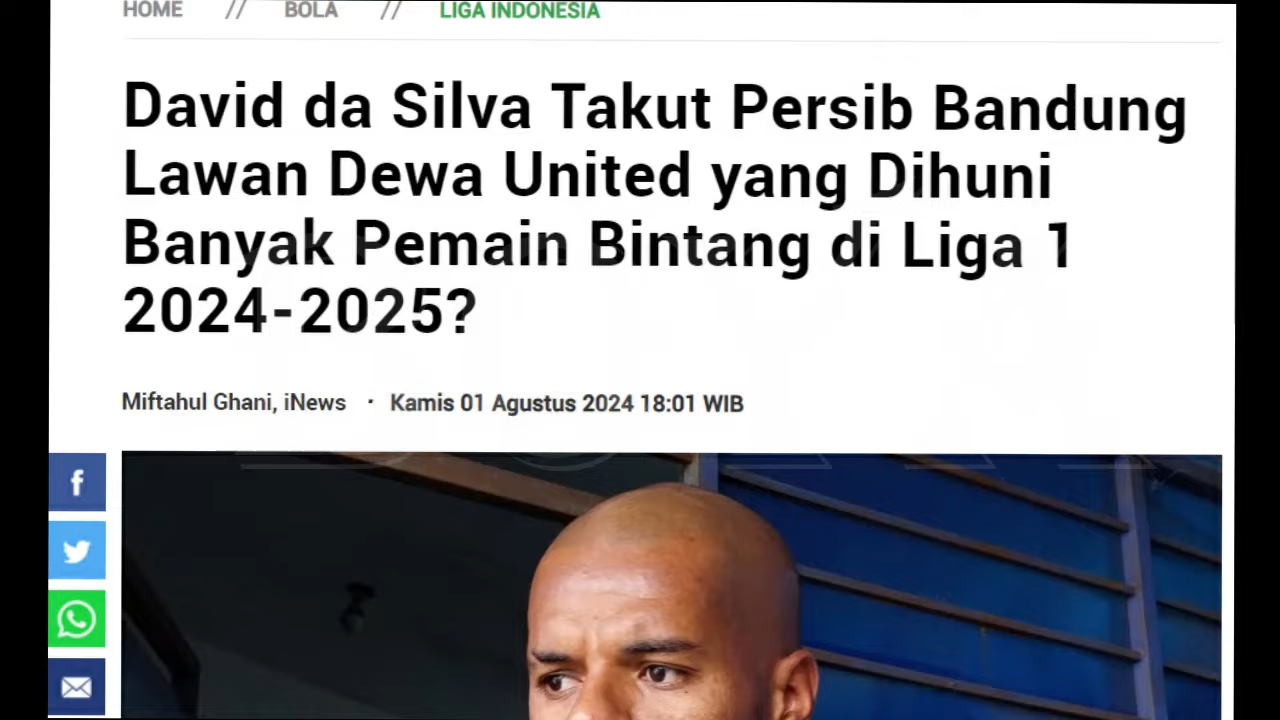 HOME // BOLA // LIGA INDONESIA
David da Silva Takut Persib Bandung
Lawan Dewa United yang Dihuni
Banyak Pemain Bintang di Liga 1
2024-2025?
Miftahul Ghani, iNews · Kamis 01 Agustus 2024 18:01 WIB